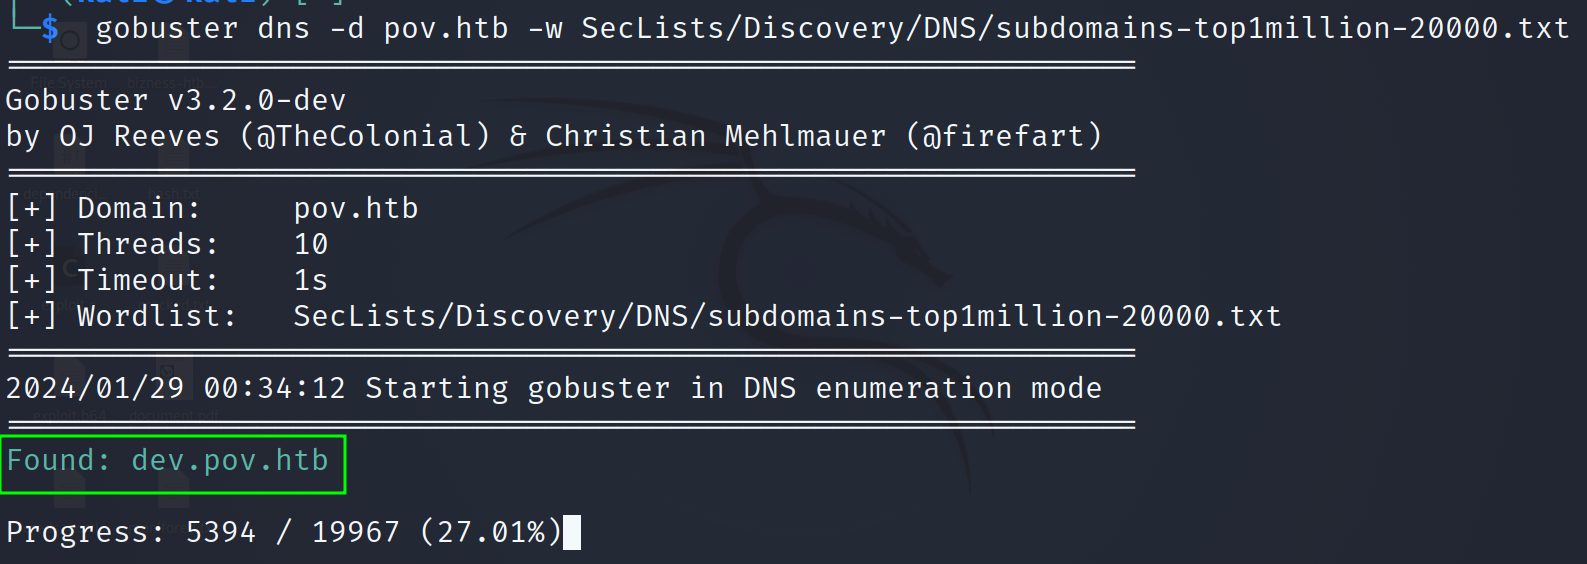 └─$ gobuster dns -d pov.htb -w SecLists/Discovery/DNS/subdomains-top1million-20000.txt
Gobuster v3.2.0-dev
by OJ Reeves (@TheColonial) & Christian Mehlmauer (@firefart)
[+] Domain:     pov.htb
[+] Threads:    10
[+] Timeout:    1s
[+] Wordlist:   SecLists/Discovery/DNS/subdomains-top1million-20000.txt
2024/01/29 00:34:12 Starting gobuster in DNS enumeration mode
Found: dev.pov.htb
Progress: 5394 / 19967 (27.01%)